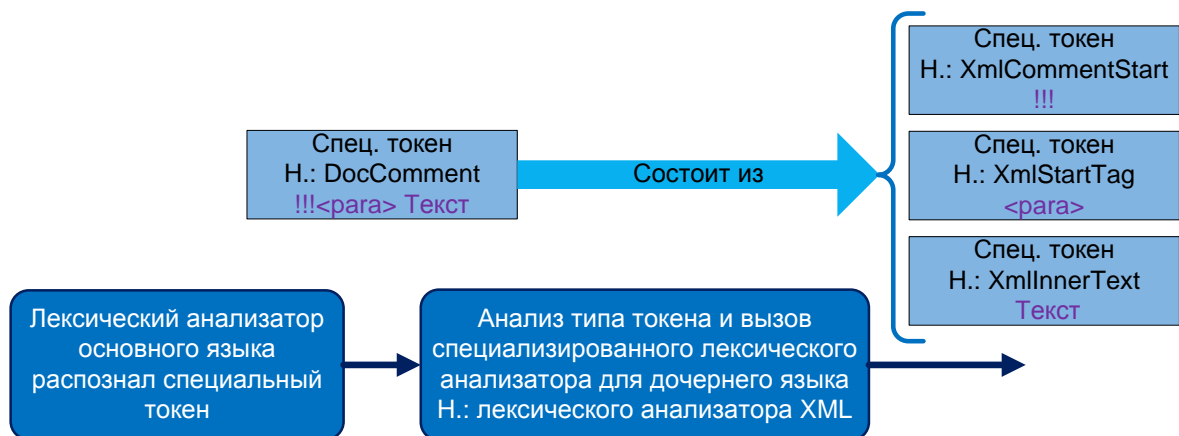 Спец. токен
Н.: XmlCommentStart
!!!
Спец. токен
Н.: DocComment
!!!<para> Текст
Состоит из
Спец. токен
Н.: XmlStartTag
<para>
Спец. токен
Н.: XmlInnerText
Текст
Лексический анализатор
основного языка
распознал специальный
токен
Анализ типа токена и вызов
специализированного лексического
анализатора для дочернего языка
Н.: лексического анализатора XML